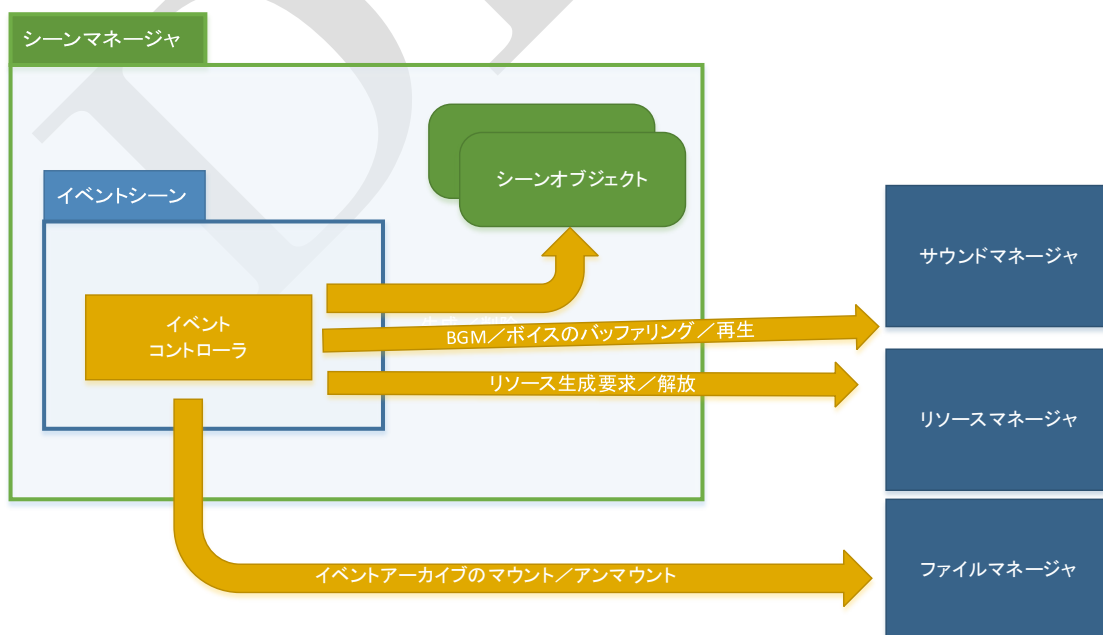 シーンマネージャ
シーンオブジェクト
イベントシーン
サウンドマネージャ
イベント
コントローラ
BGM／ボイスのバッファリング／再生
リソース生成要求／解放
リソースマネージャ
イベントアーカイブのマウント／アンマウント
ファイルマネージャ